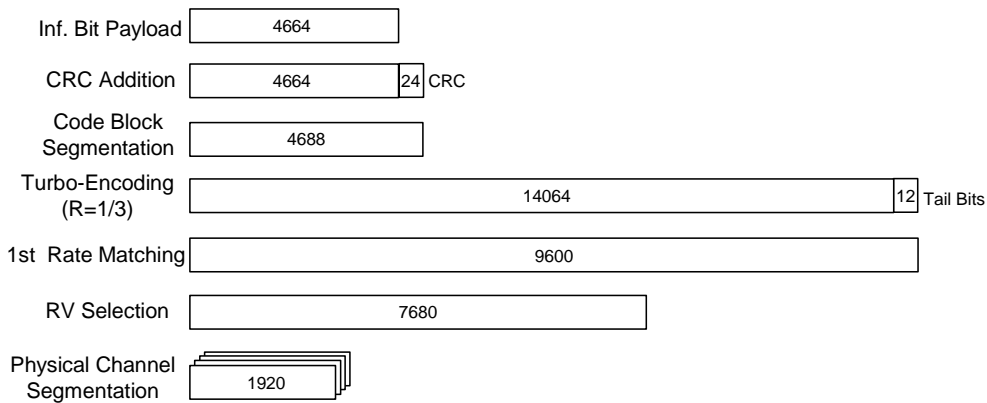 Inf. Bit Payload 4664
CRC Addition 4664 24 CRC
Code Block
Segmentation 4688
Turbo-Encoding
(R=1/3) 14064 12 Tail Bits
1st Rate Matching 9600
RV Selection 7680
Physical Channel
Segmentation 1920